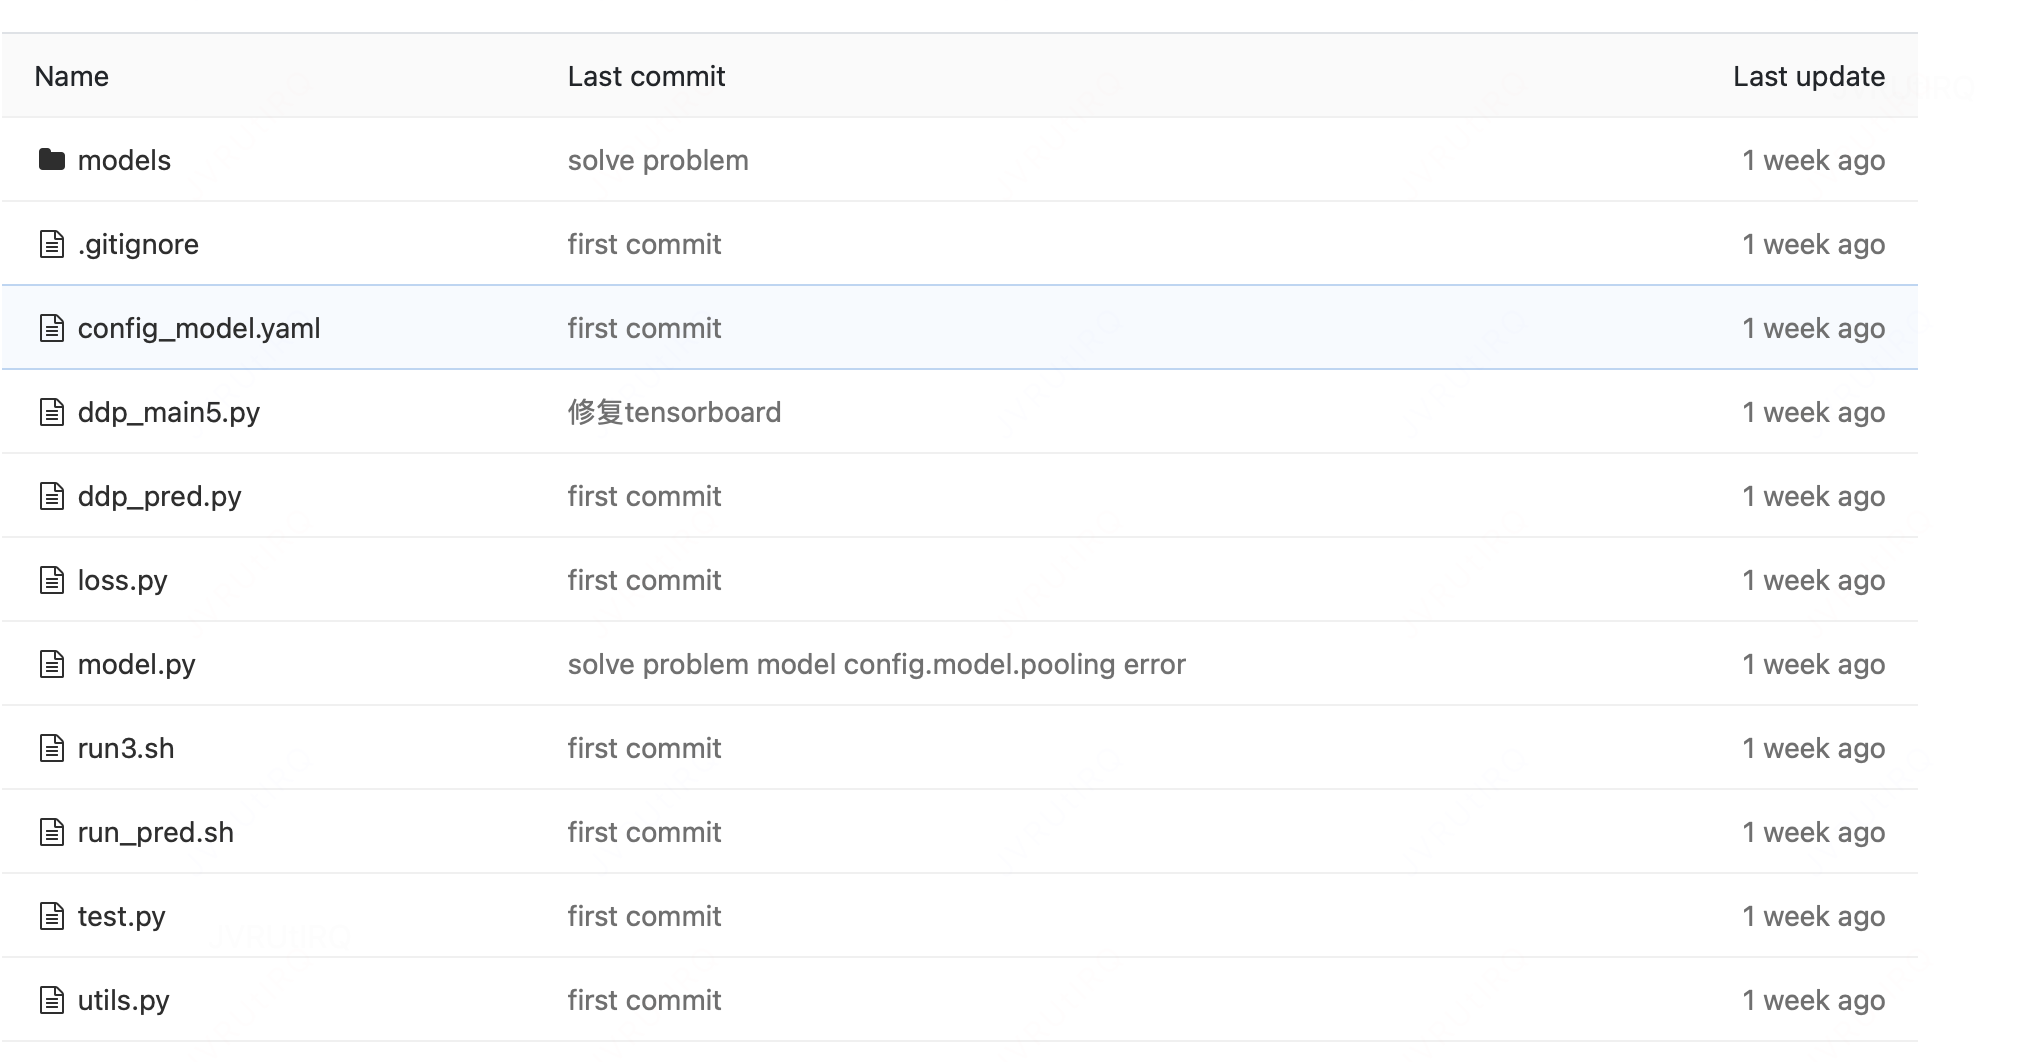 Name Last commit Last update
models solve problem 1 week ago
.gitignore first commit 1 week ago
config_model.yaml first commit 1 week ago
ddp_main5.py 修复tensorboard 1 week ago
ddp_pred.py first commit 1 week ago
loss.py first commit 1 week ago
model.py solve problem model config.model.pooling error 1 week ago
run3.sh first commit 1 week ago
run_pred.sh first commit 1 week ago
test.py first commit 1 week ago
utils.py first commit 1 week ago